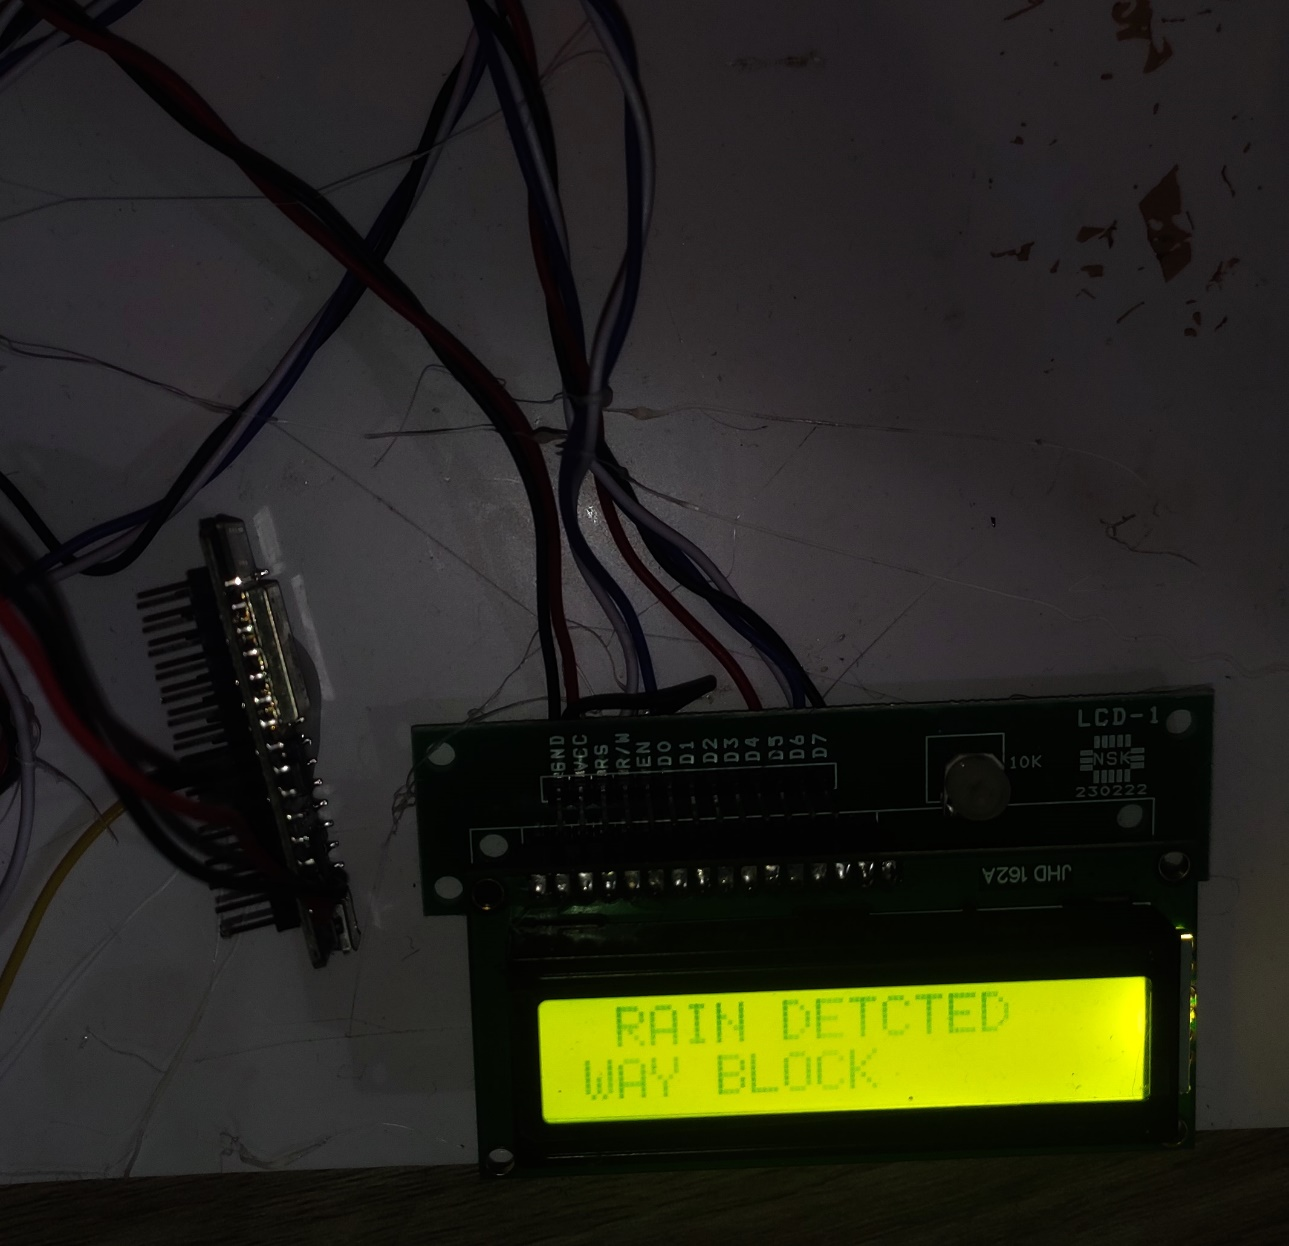 LCD-1
GND VCC RS R/W EN D0 D1 D2 D3 D4 D5 D6 D7
10K
NSK
230222
JHD 162A
RAIN DETCTED
WAY BLOCK